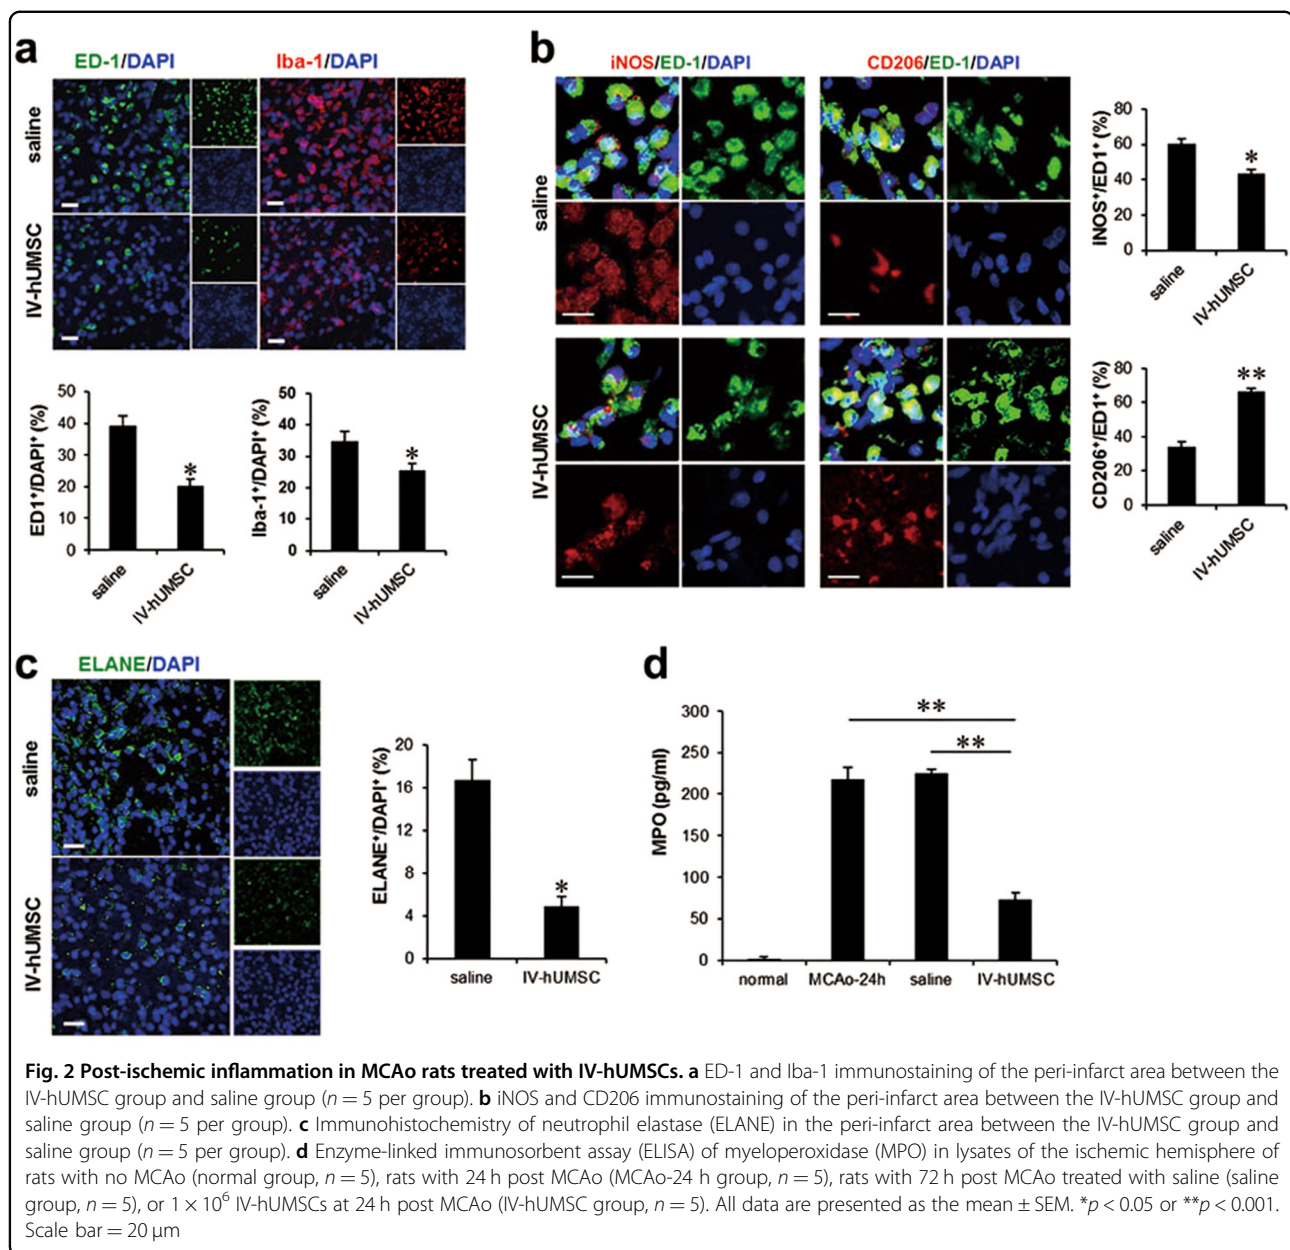 a
ED-1/DAPI
Iba-1/DAPI
saline
IV-hUMSC
ED1⁺/DAPI⁺ (%)
50
40
30
20
10
0
*
saline
IV-hUMSC
Iba-1⁺/DAPI⁺ (%)
50
40
30
20
10
0
*
saline
IV-hUMSC
b
iNOS/ED-1/DAPI
CD206/ED-1/DAPI
saline
IV-hUMSC
iNOS⁺/ED1⁺ (%)
80
60
40
20
0
*
saline
IV-hUMSC
CD206⁺/ED1⁺ (%)
80
60
40
20
0
**
saline
IV-hUMSC
c
ELANE/DAPI
saline
IV-hUMSC
ELANE⁺/DAPI⁺ (%)
20
16
12
8
4
0
*
saline
IV-hUMSC
d
MPO (pg/ml)
300
250
200
150
100
50
0
**
**
normal
MCAo-24h
saline
IV-hUMSC
Fig. 2 Post-ischemic inflammation in MCAo rats treated with IV-hUMSCs. a ED-1 and Iba-1 immunostaining of the peri-infarct area between the
IV-hUMSC group and saline group (n = 5 per group). b iNOS and CD206 immunostaining of the peri-infarct area between the IV-hUMSC group and
saline group (n = 5 per group). c Immunohistochemistry of neutrophil elastase (ELANE) in the peri-infarct area between the IV-hUMSC group and
saline group (n = 5 per group). d Enzyme-linked immunosorbent assay (ELISA) of myeloperoxidase (MPO) in lysates of the ischemic hemisphere of
rats with no MCAo (normal group, n = 5), rats with 24 h post MCAo (MCAo-24 h group, n = 5), rats with 72 h post MCAo treated with saline (saline
group, n = 5), or 1 × 10⁶ IV-hUMSCs at 24 h post MCAo (IV-hUMSC group, n = 5). All data are presented as the mean ± SEM. *p < 0.05 or **p < 0.001.
Scale bar = 20 μm